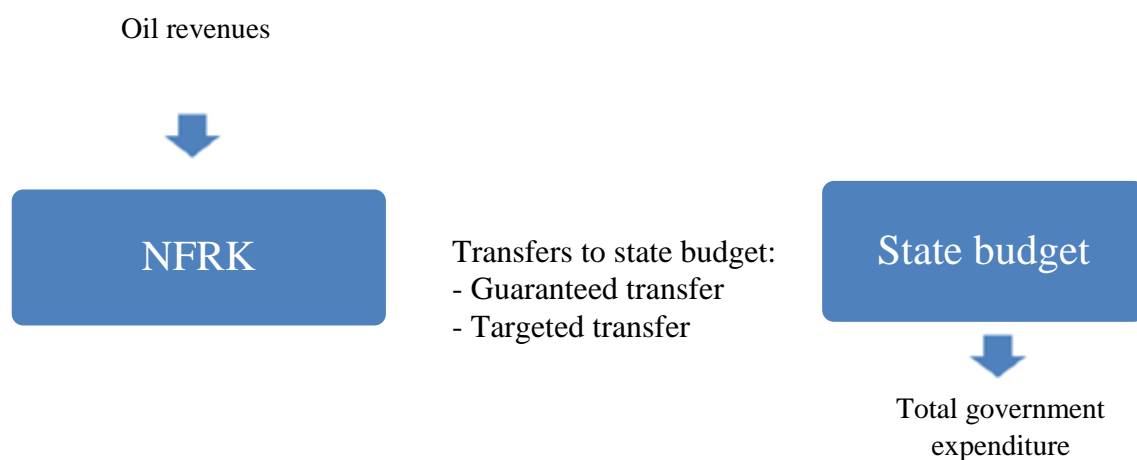 Oil revenues
NFRK
Transfers to state budget:
- Guaranteed transfer
- Targeted transfer
State budget
Total government
expenditure